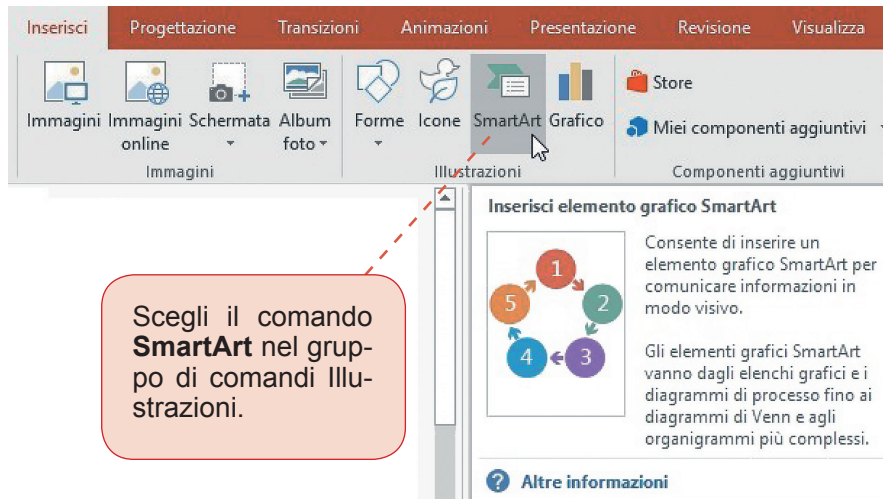 Inserisci Progettazione Transizioni Animazioni Presentazione Revisione Visualizza
Immagini Immagini online Schermata Album foto
Forme Icone SmartArt Grafico
Store
Miei componenti aggiuntivi
Immagini Illustrazioni Componenti aggiuntivi
Inserisci elemento grafico SmartArt
1
2
3
4
5
Consente di inserire un
elemento grafico SmartArt per
comunicare informazioni in
modo visivo.
Gli elementi grafici SmartArt
vanno dagli elenchi grafici e i
diagrammi di processo fino ai
diagrammi di Venn e agli
organigrammi più complessi.
? Altre informazioni
Scegli il comando
SmartArt nel grup-
po di comandi Illu-
strazioni.